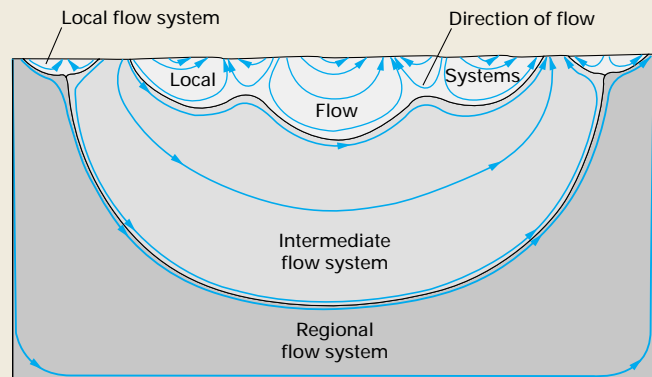 Local flow system
Direction of flow
Local
Flow
Systems
Intermediate
flow system
Regional
flow system